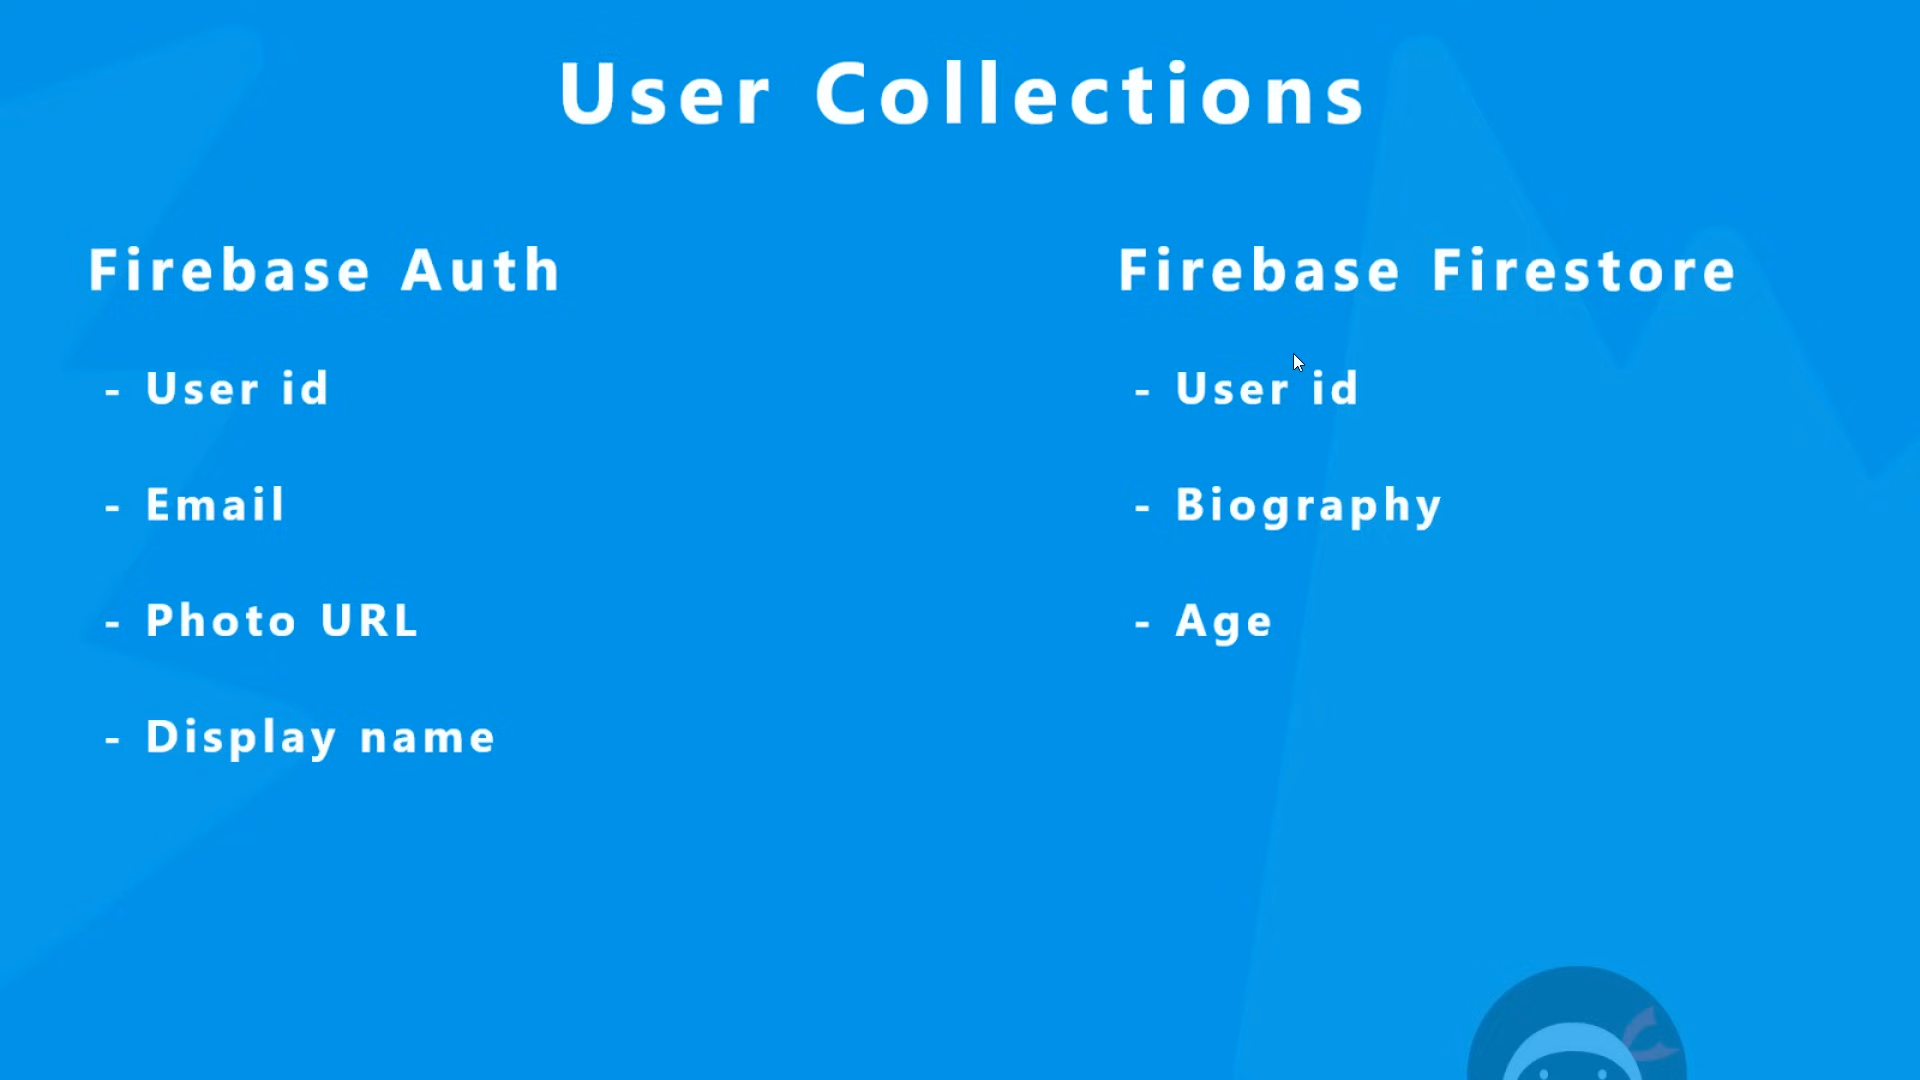 User Collections
Firebase Auth
- User id
- Email
- Photo URL
- Display name
Firebase Firestore
- User id
- Biography
- Age